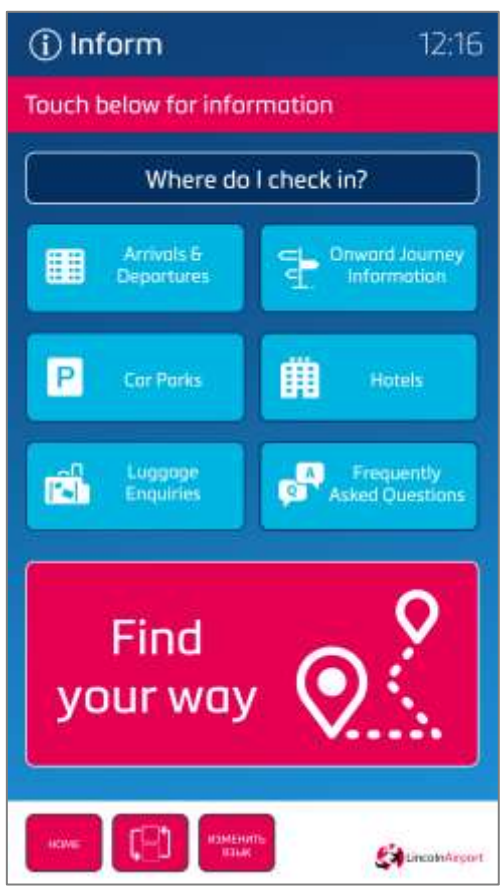 Inform 12:16
Touch below for information
Where do I check in?
Arrivals &
Departures
Onward Journey
Information
P
Car Parks
Hotels
Luggage
Enquiries
A
Q
Frequently
Asked Questions
Find
your way
HOME
ИЗМЕНИТЬ
ЯЗЫК
LincolnAirport